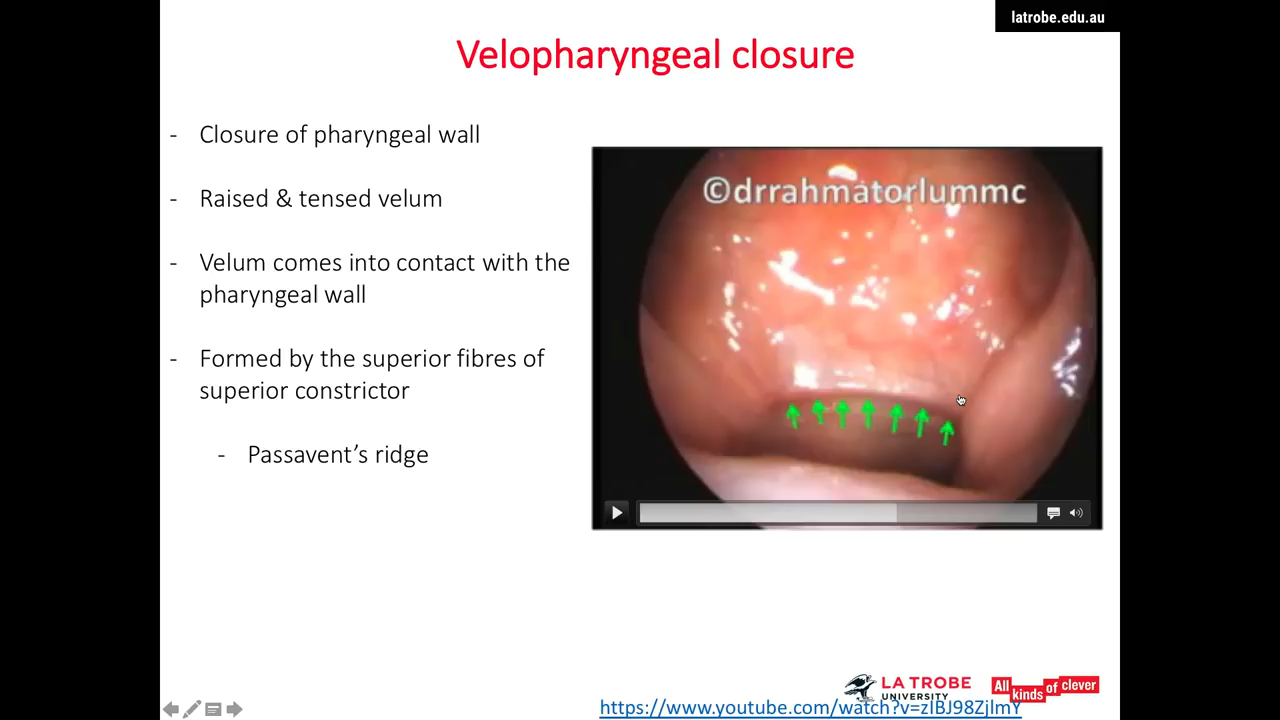 latrobe.edu.au
Velopharyngeal closure
- Closure of pharyngeal wall
- Raised & tensed velum
- Velum comes into contact with the
pharyngeal wall
- Formed by the superior fibres of
superior constrictor
- Passavent’s ridge
©drrahmatorlummc
LA TROBE
UNIVERSITY
All
kinds
of clever
https://www.youtube.com/watch?v=zIBJ98ZjlmY